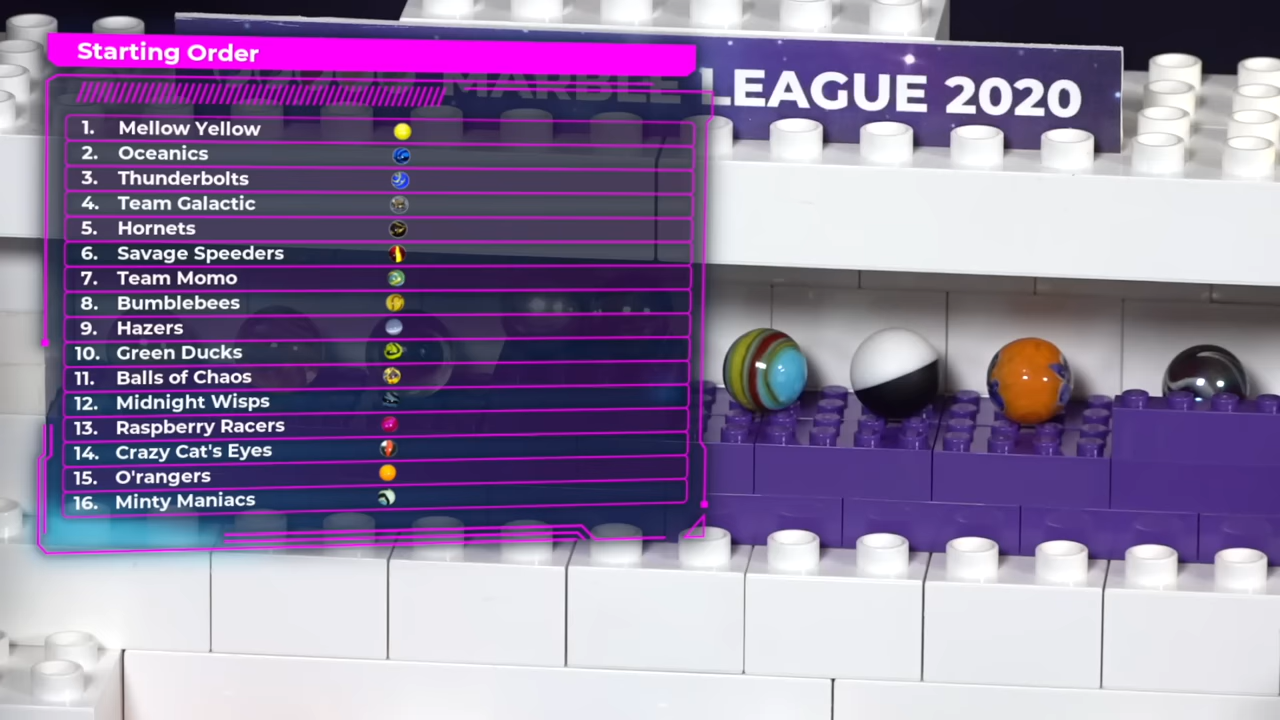 Starting Order
MARBLE LEAGUE 2020
1. Mellow Yellow
2. Oceanics
3. Thunderbolts
4. Team Galactic
5. Hornets
6. Savage Speeders
7. Team Momo
8. Bumblebees
9. Hazers
10. Green Ducks
11. Balls of Chaos
12. Midnight Wisps
13. Raspberry Racers
14. Crazy Cat's Eyes
15. O'rangers
16. Minty Maniacs